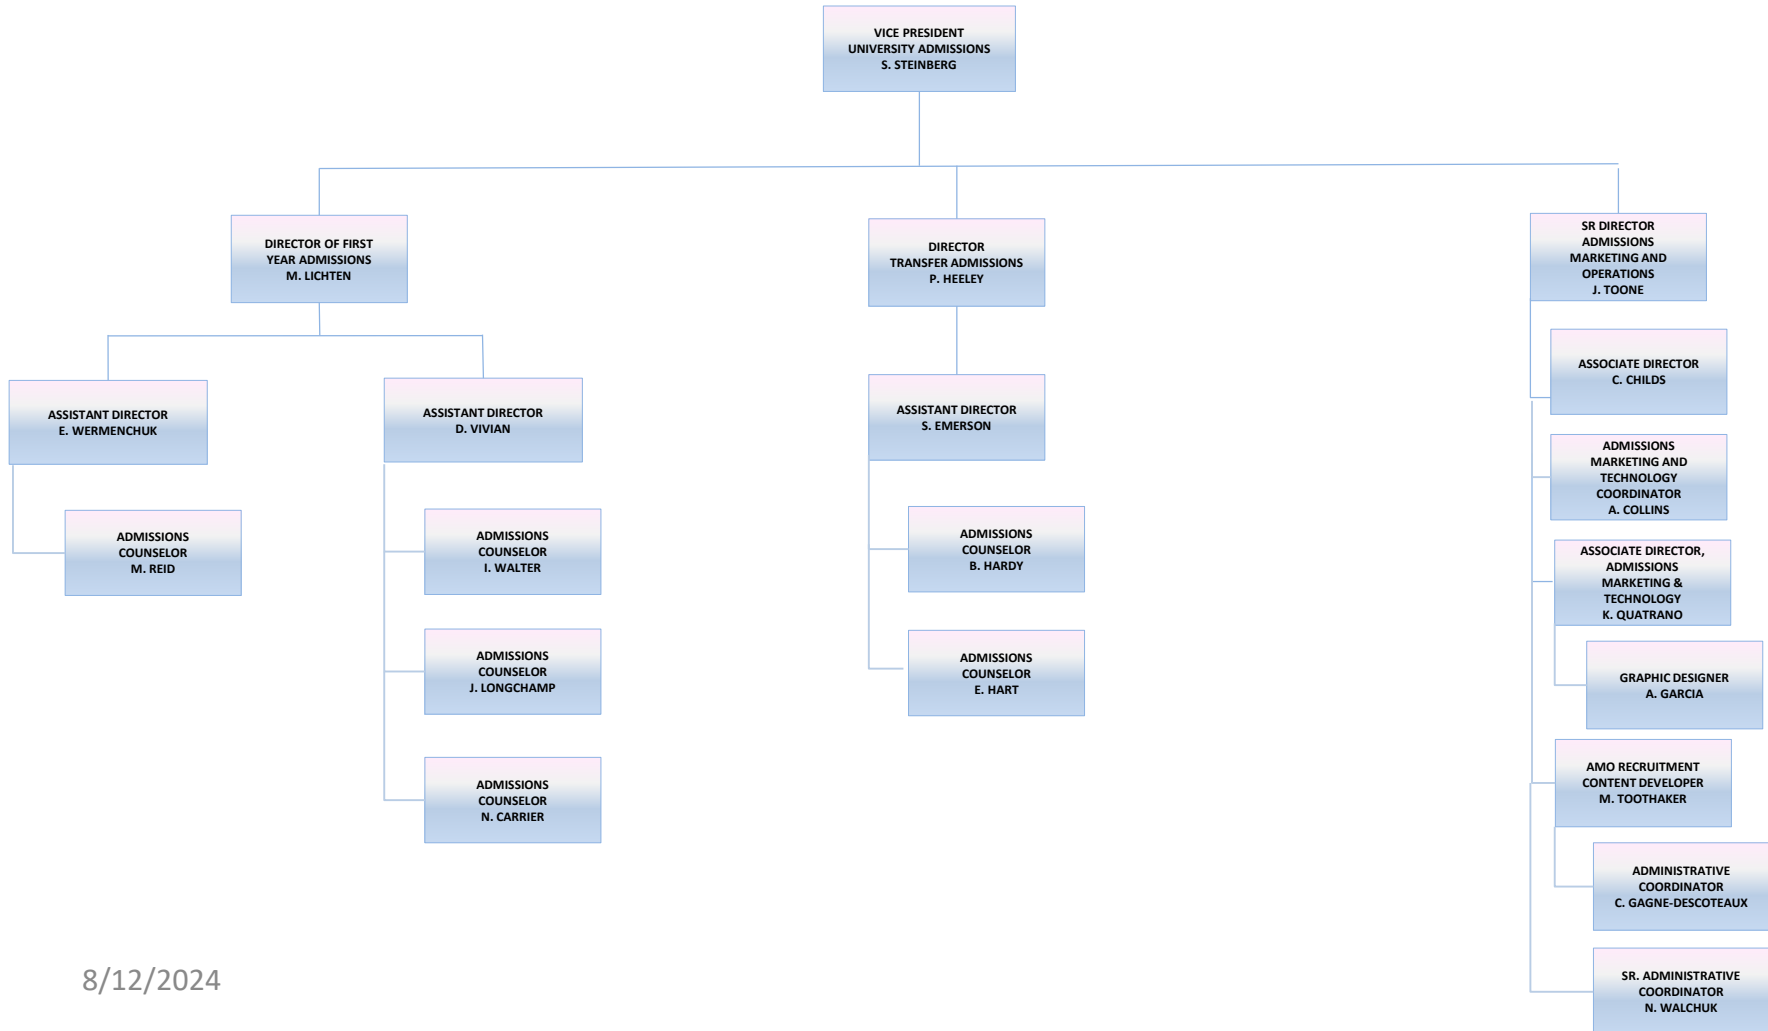 VICE PRESIDENT
UNIVERSITY ADMISSIONS
S. STEINBERG
DIRECTOR OF FIRST
YEAR ADMISSIONS
M. LICHTEN
DIRECTOR
TRANSFER ADMISSIONS
P. HEELEY
SR DIRECTOR
ADMISSIONS
MARKETING AND
OPERATIONS
J. TOONE
ASSISTANT DIRECTOR
E. WERMENCHUK
ADMISSIONS
COUNSELOR
M. REID
ASSISTANT DIRECTOR
D. VIVIAN
ADMISSIONS
COUNSELOR
I. WALTER
ADMISSIONS
COUNSELOR
J. LONGCHAMP
ADMISSIONS
COUNSELOR
N. CARRIER
ASSISTANT DIRECTOR
S. EMERSON
ADMISSIONS
COUNSELOR
B. HARDY
ADMISSIONS
COUNSELOR
E. HART
ASSOCIATE DIRECTOR
C. CHILDS
ADMISSIONS
MARKETING AND
TECHNOLOGY
COORDINATOR
A. COLLINS
ASSOCIATE DIRECTOR,
ADMISSIONS
MARKETING &
TECHNOLOGY
K. QUATRANO
GRAPHIC DESIGNER
A. GARCIA
AMO RECRUITMENT
CONTENT DEVELOPER
M. TOOTHAKER
ADMINISTRATIVE
COORDINATOR
C. GAGNE-DESCOTEAUX
SR. ADMINISTRATIVE
COORDINATOR
N. WALCHUK
8/12/2024